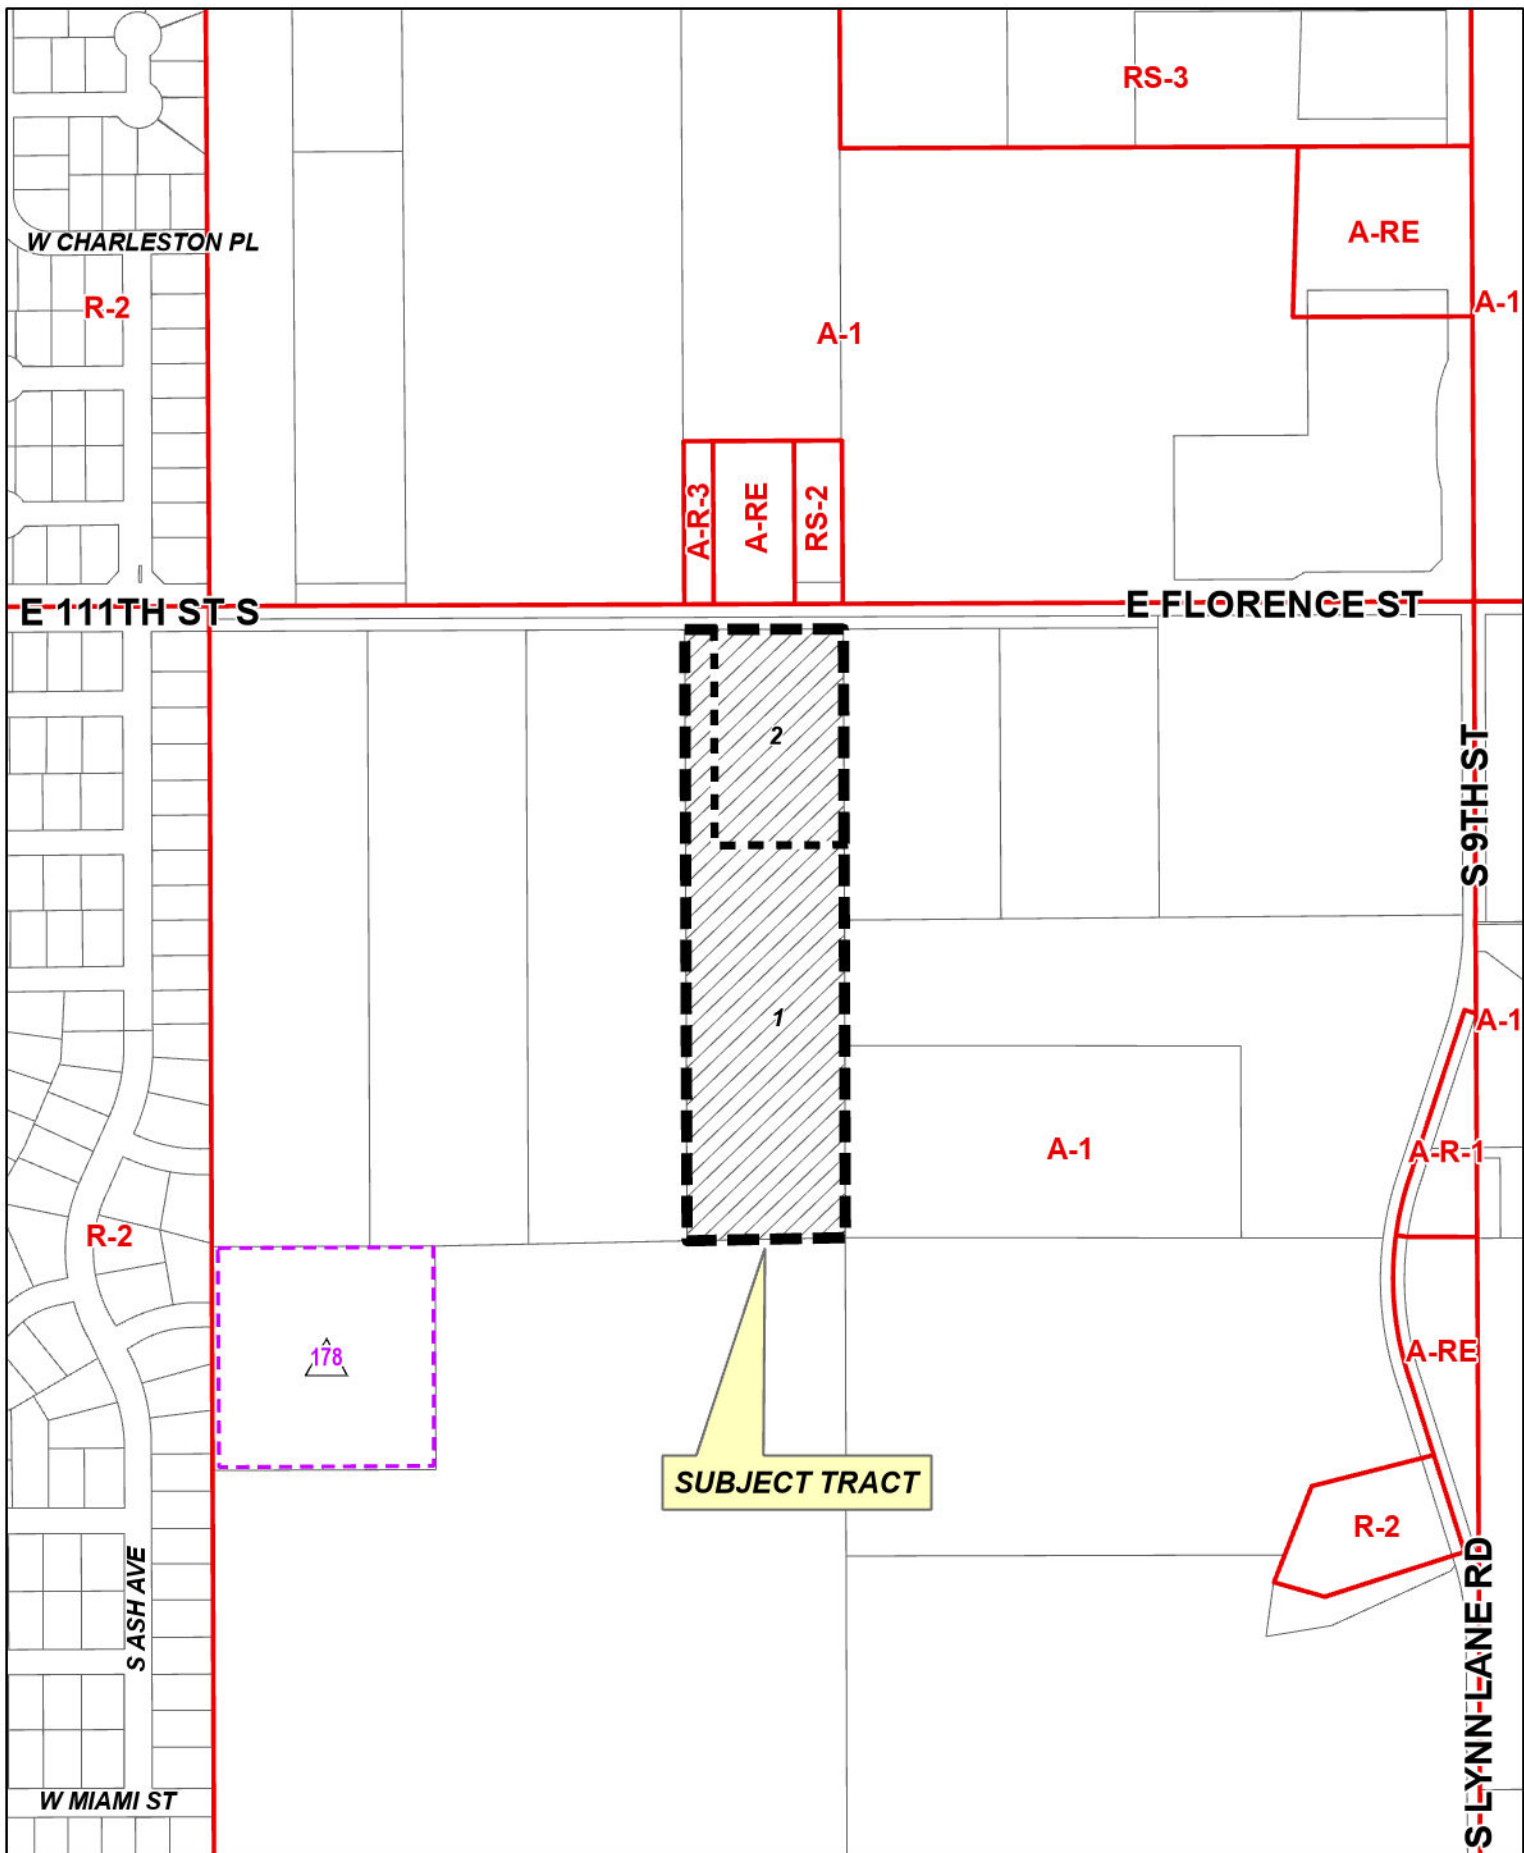 RS-3
W CHARLESTON PL
A-RE
R-2
A-1
A-1
A-R-3
A-RE
RS-2
E 111TH ST S
E FLORENCE ST
2
S 9TH ST
1
A-1
A-1
A-R-1
R-2
178
A-RE
SUBJECT TRACT
R-2
S ASH AVE
S LYNN LANE RD
W MIAMI ST